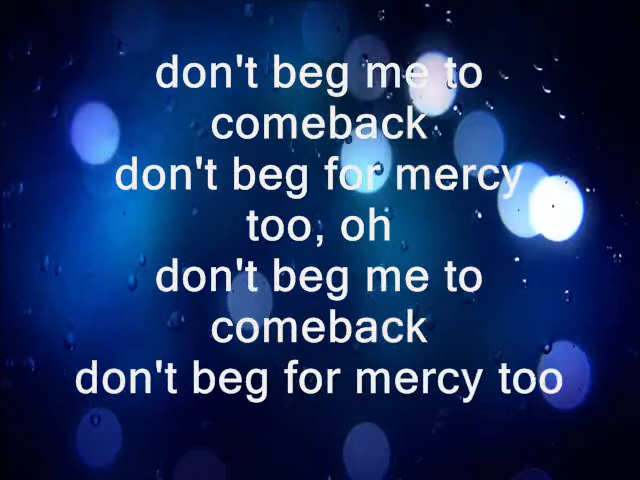 don't beg me to
comeback
don't beg for mercy
too, oh
don't beg me to
comeback
don't beg for mercy too